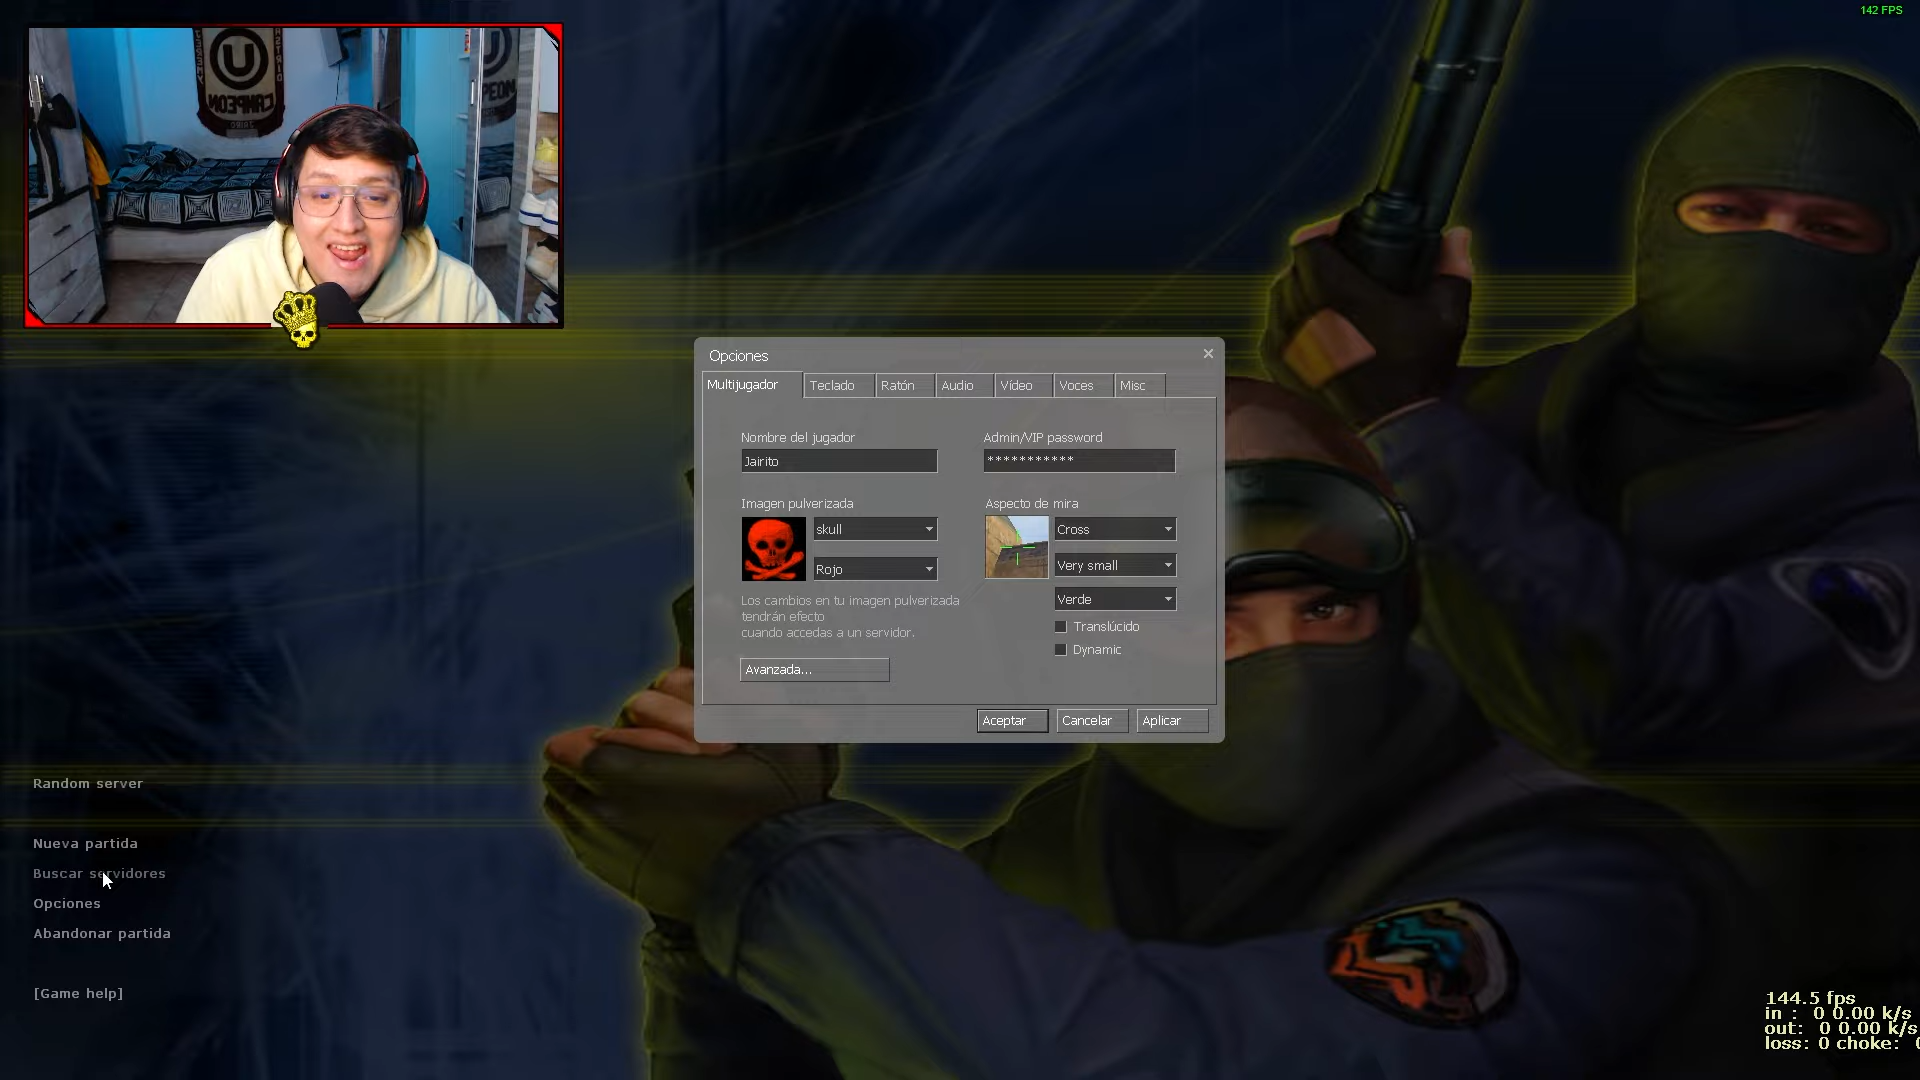 142 FPS
U
CAMPEON
Opciones
Multijugador Teclado Ratón Audio Vídeo Voces Misc
Nombre del jugador Admin/VIP password
Jairito ***********
Imagen pulverizada Aspecto de mira
skull Cross
Rojo Very small
Verde
Los cambios en tu imagen pulverizada
tendrán efecto
cuando accedas a un servidor.
Translúcido
Dynamic
Avanzada...
Aceptar Cancelar Aplicar
Random server
Nueva partida
Buscar servidores
Opciones
Abandonar partida
[Game help]
144.5 fps
in : 0 0.00 k/s
out: 0 0.00 k/s
loss: 0 choke: